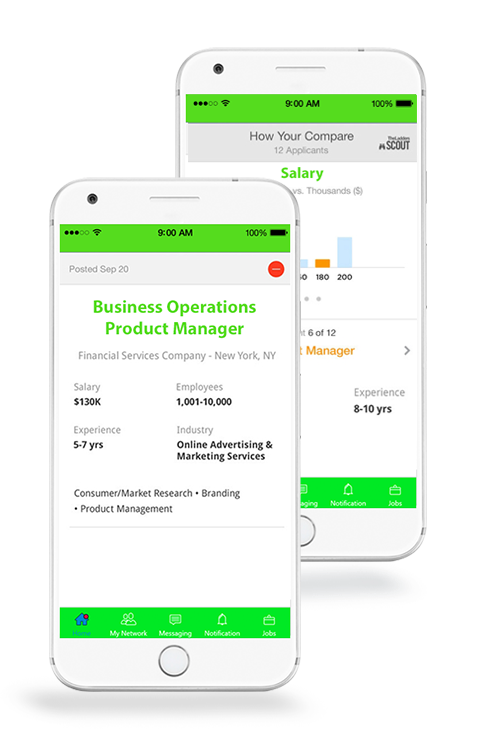 9:00 AM
100%
How Your Compare
12 Applicants
TheLadders
SCOUT
Salary
vs. Thousands ($)
180
200
6 of 12
Manager
Experience
8-10 yrs
Notification
Jobs
9:00 AM
100%
Posted Sep 20
Business Operations
Product Manager
Financial Services Company - New York, NY
Salary
Employees
$130K
1,001-10,000
Experience
Industry
5-7 yrs
Online Advertising &
Marketing Services
Consumer/Market Research • Branding
• Product Management
Home
My Network
Messaging
Notification
Jobs